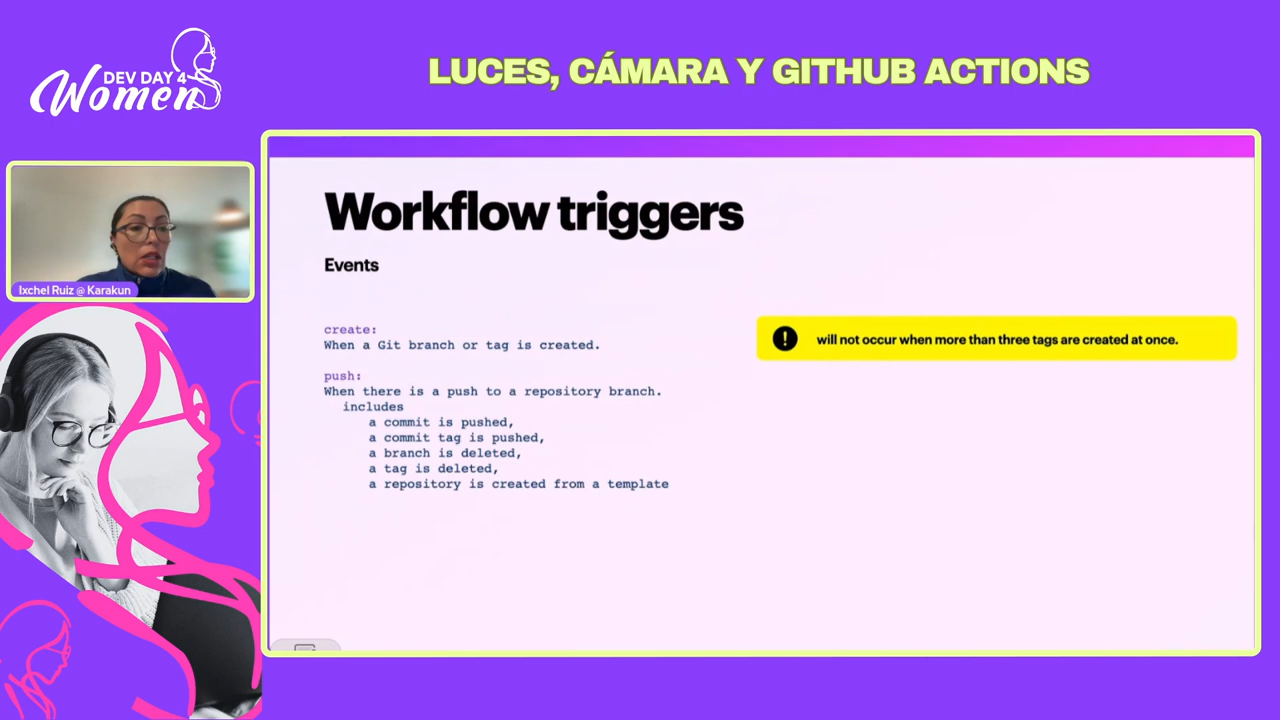 DEV DAY 4
Women
LUCES, CÁMARA Y GITHUB ACTIONS
Ixchel Ruiz @ Karakun
Workflow triggers
Events
create:
When a Git branch or tag is created.
! will not occur when more than three tags are created at once.
push:
When there is a push to a repository branch.
includes
a commit is pushed,
a commit tag is pushed,
a branch is deleted,
a tag is deleted,
a repository is created from a template